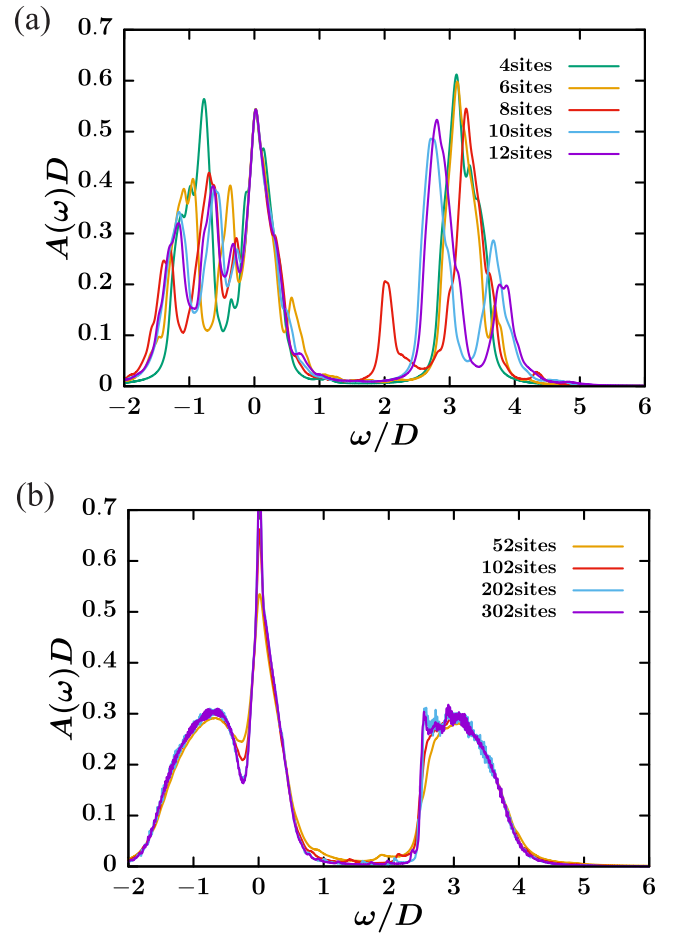 (a)
0.7
0.6
0.5
0.4
0.3
0.2
0.1
0
A(ω)D
4sites
6sites
8sites
10sites
12sites
−2 −1 0 1 2 3 4 5 6
ω/D
(b)
0.7
0.6
0.5
0.4
0.3
0.2
0.1
0
A(ω)D
52sites
102sites
202sites
302sites
−2 −1 0 1 2 3 4 5 6
ω/D